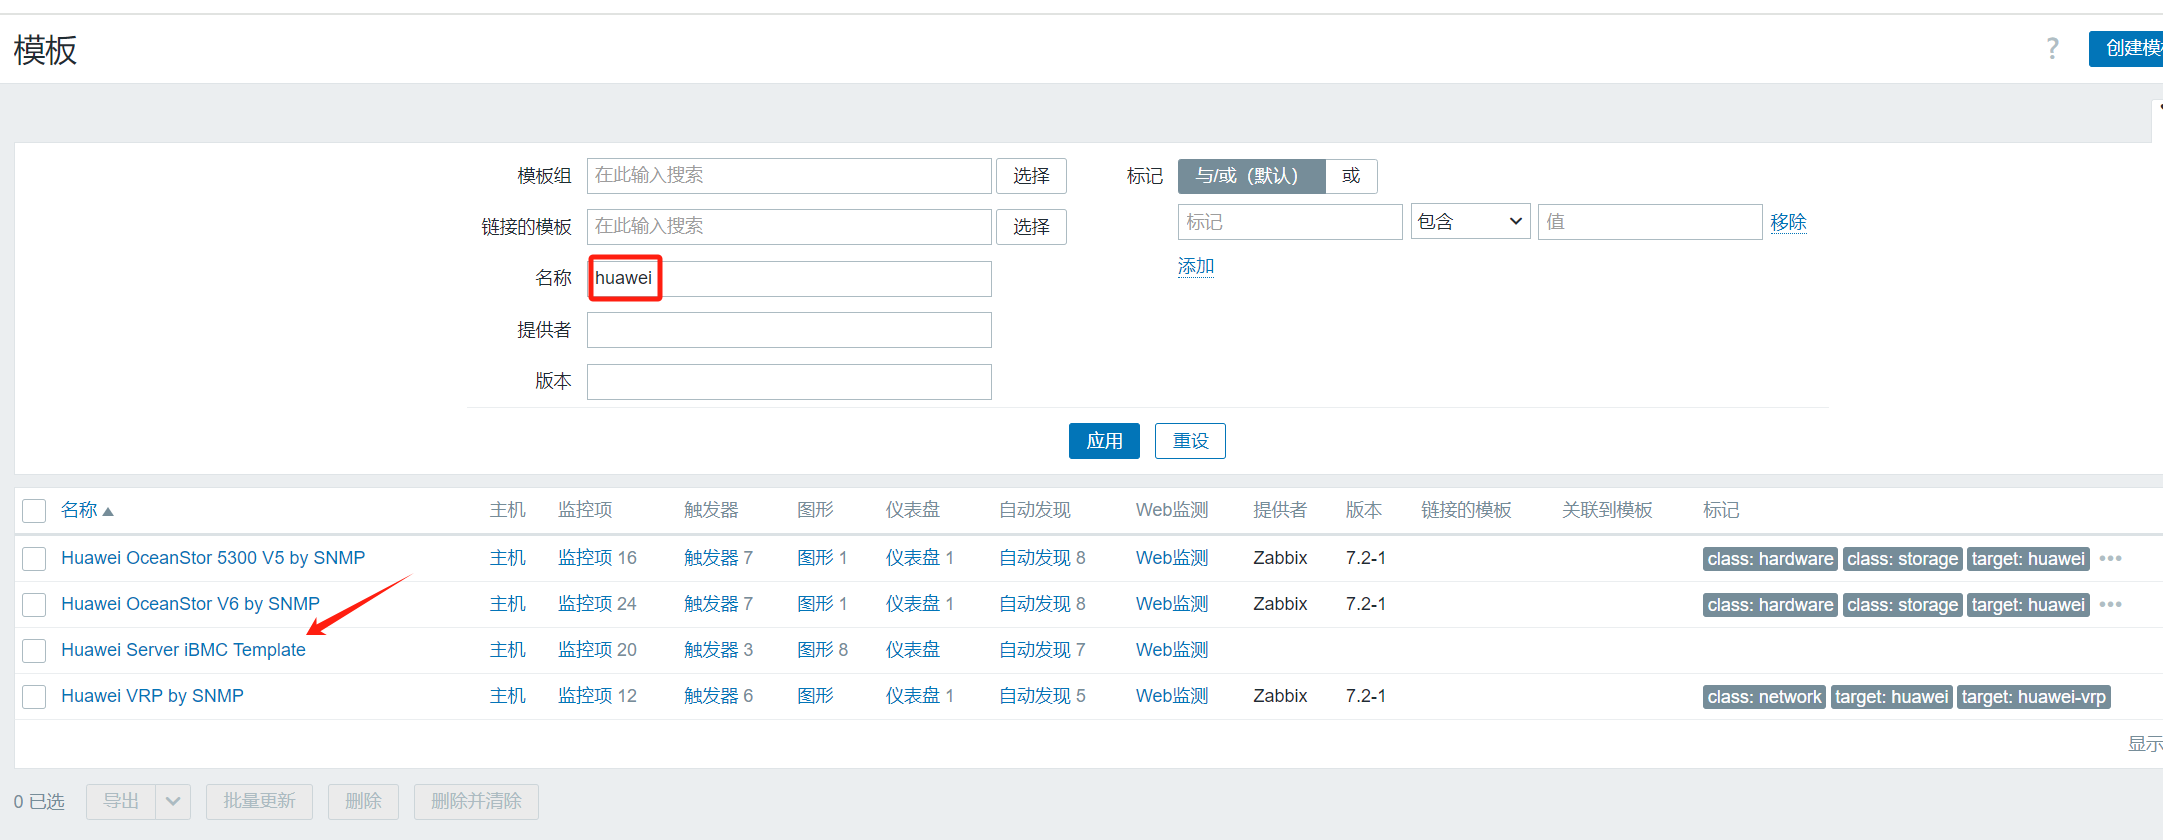 模板
? 创建模
模板组 在此输入搜索 选择 标记 与/或（默认） 或
链接的模板 在此输入搜索 选择 标记 包含 值 移除
名称 huawei 添加
提供者
版本
应用 重设
名称 主机 监控项 触发器 图形 仪表盘 自动发现 Web监测 提供者 版本 链接的模板 关联到模板 标记
Huawei OceanStor 5300 V5 by SNMP 主机 监控项 16 触发器 7 图形 1 仪表盘 1 自动发现 8 Web监测 Zabbix 7.2-1 class: hardware class: storage target: huawei •••
Huawei OceanStor V6 by SNMP 主机 监控项 24 触发器 7 图形 1 仪表盘 1 自动发现 8 Web监测 Zabbix 7.2-1 class: hardware class: storage target: huawei •••
Huawei Server iBMC Template 主机 监控项 20 触发器 3 图形 8 仪表盘 自动发现 7 Web监测
Huawei VRP by SNMP 主机 监控项 12 触发器 6 图形 仪表盘 1 自动发现 5 Web监测 Zabbix 7.2-1 class: network target: huawei target: huawei-vrp
显示
0 已选 导出 批量更新 删除 删除并清除